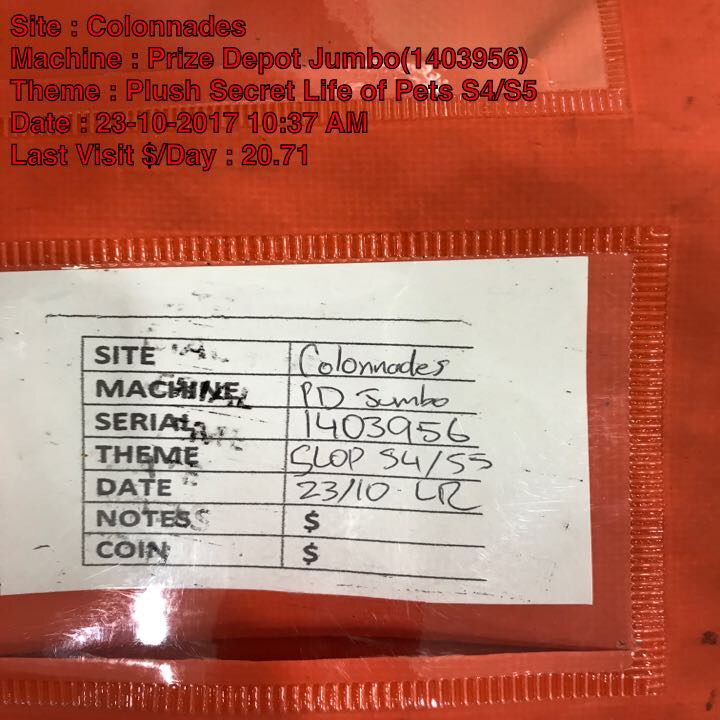 Site : Colonnades
Machine : Prize Depot Jumbo(1403956)
Theme : Plush Secret Life of Pets S4/S5
Date : 23-10-2017 10:37 AM
Last Visit $/Day : 20.71
SITE Colonnades
MACHINE PD Jumbo
SERIAL 1403956
THEME SLOP S4/S5
DATE 23/10 LR
NOTES $
COIN $